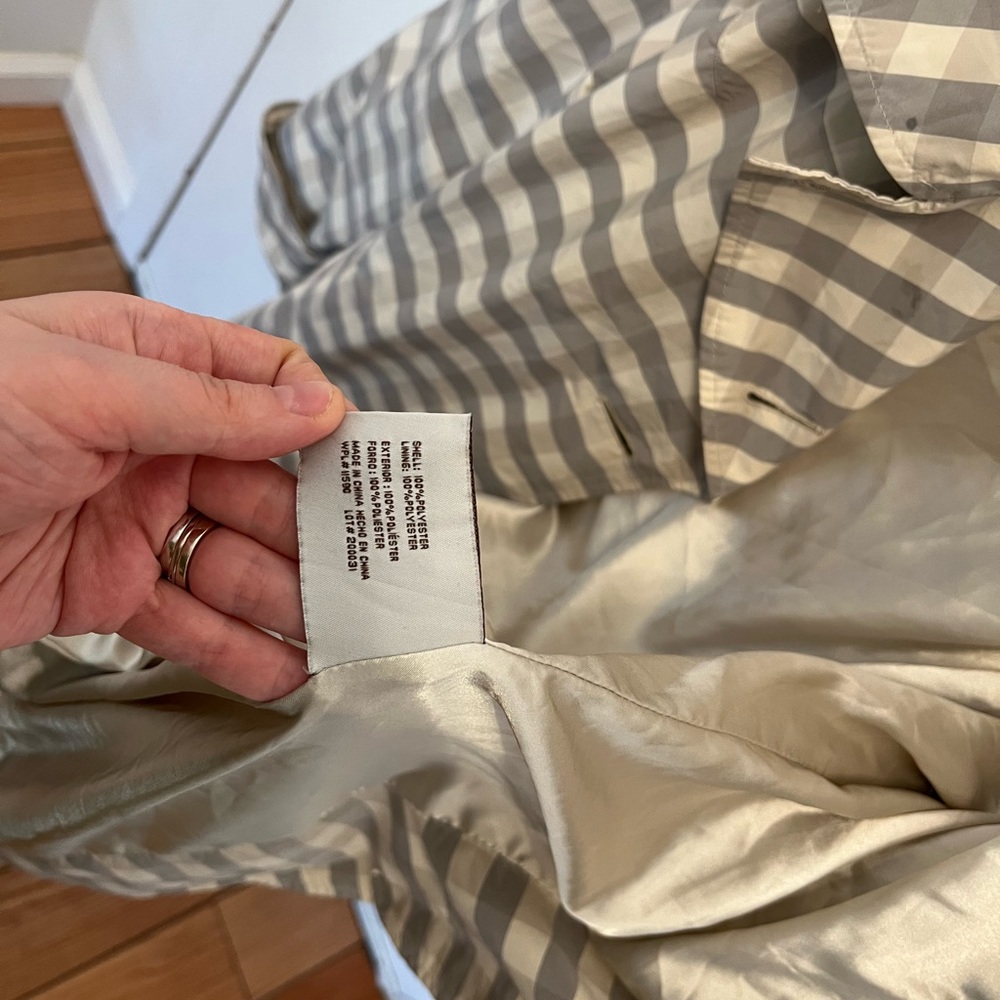 SHELL: 100%POLYESTER
LINING: 100%POLYESTER
EXTERIOR: 100%POLIÉSTER
FORRO: 100%POLIESTER
MADE IN CHINA HECHO EN CHINA
WPL# 11590 LOT# 200031